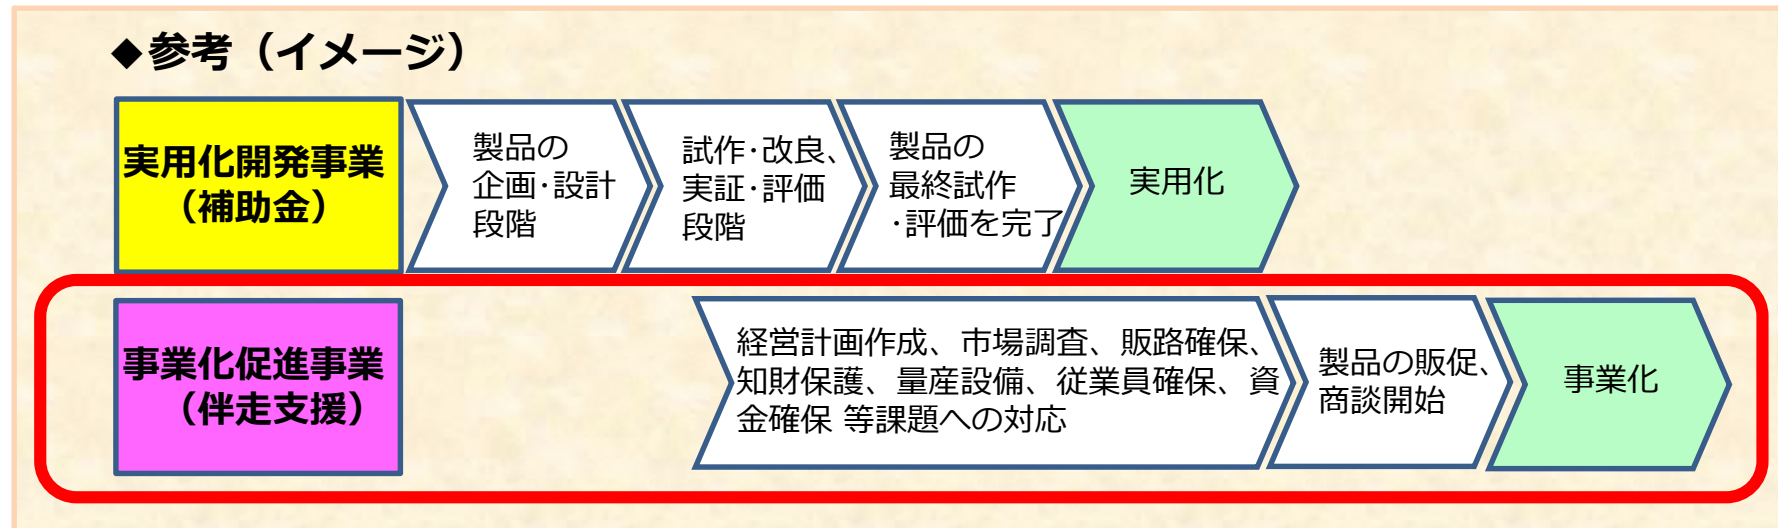 ◆参考（イメージ）
実用化開発事業
（補助金）
製品の
企画･設計
段階
試作･改良、
実証･評価
段階
製品の
最終試作
･評価を完了
実用化
事業化促進事業
（伴走支援）
経営計画作成、市場調査、販路確保、
知財保護、量産設備、従業員確保、資
金確保 等課題への対応
製品の販促、
商談開始
事業化